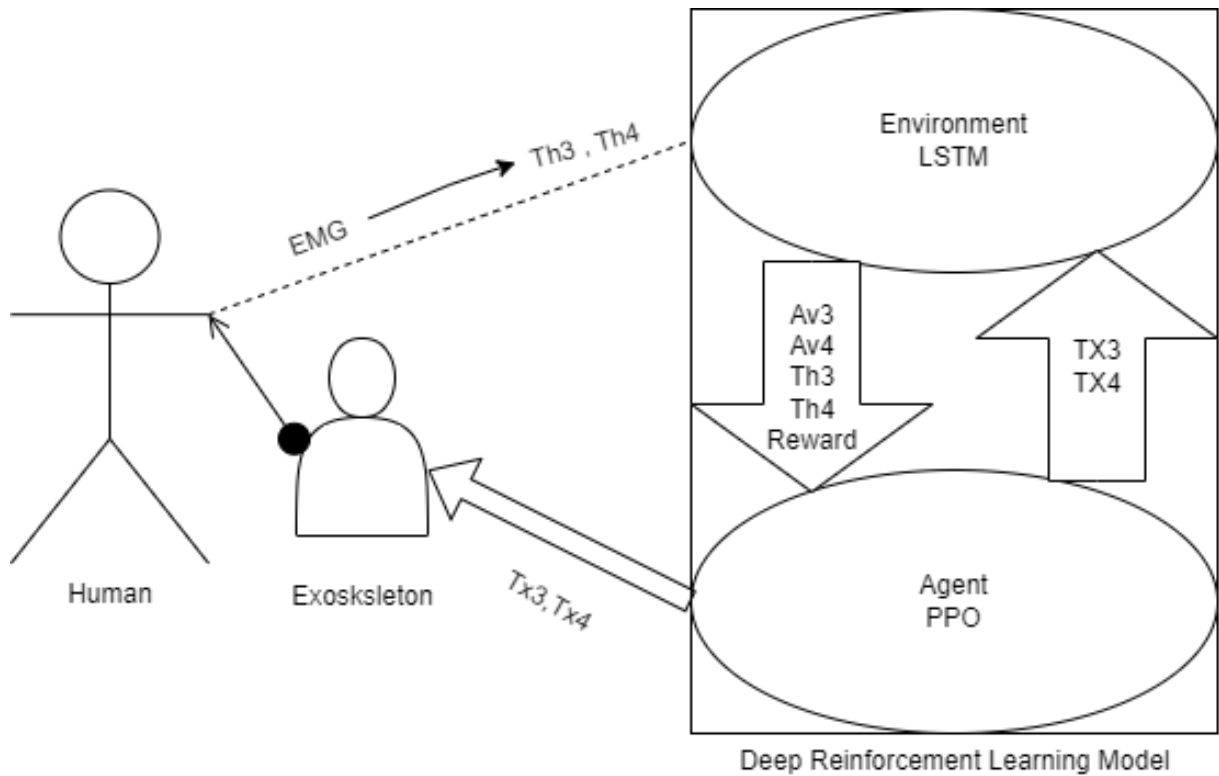 Environment
LSTM
Th3 , Th4
EMG
Av3
Av4
Th3
Th4
Reward
TX3
TX4
Human
Exosksleton
Tx3,Tx4
Agent
PPO
Deep Reinforcement Learning Model